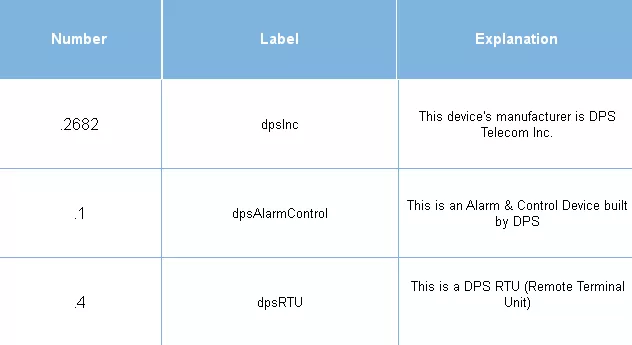 Number Label Explanation
.2682 dpsInc This device's manufacturer is DPS
Telecom Inc.
.1 dpsAlarmControl This is an Alarm & Control Device built
by DPS
.4 dpsRTU This is a DPS RTU (Remote Terminal
Unit)